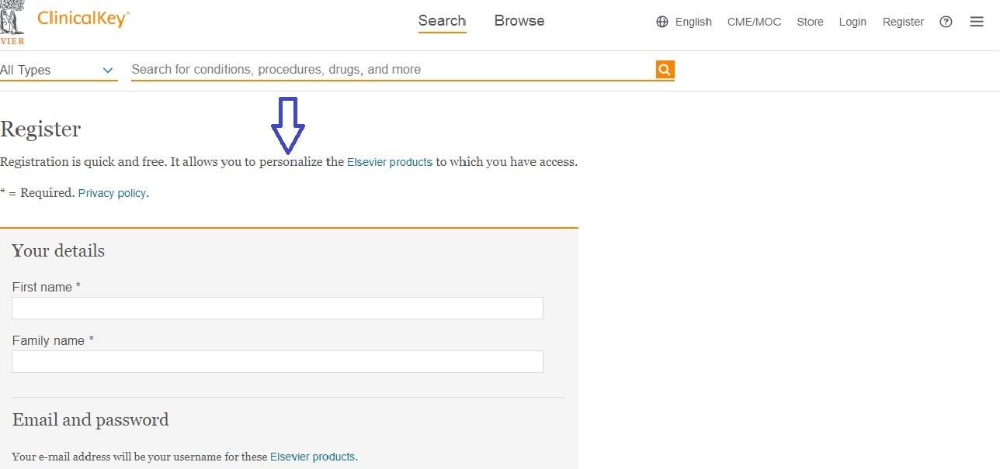 ClinicalKey®
Search Browse
English CME/MOC Store Login Register ?
VIER
All Types Search for conditions, procedures, drugs, and more
Register
Registration is quick and free. It allows you to personalize the Elsevier products to which you have access.
* = Required. Privacy policy.
Your details
First name *
Family name *
Email and password
Your e-mail address will be your username for these Elsevier products.